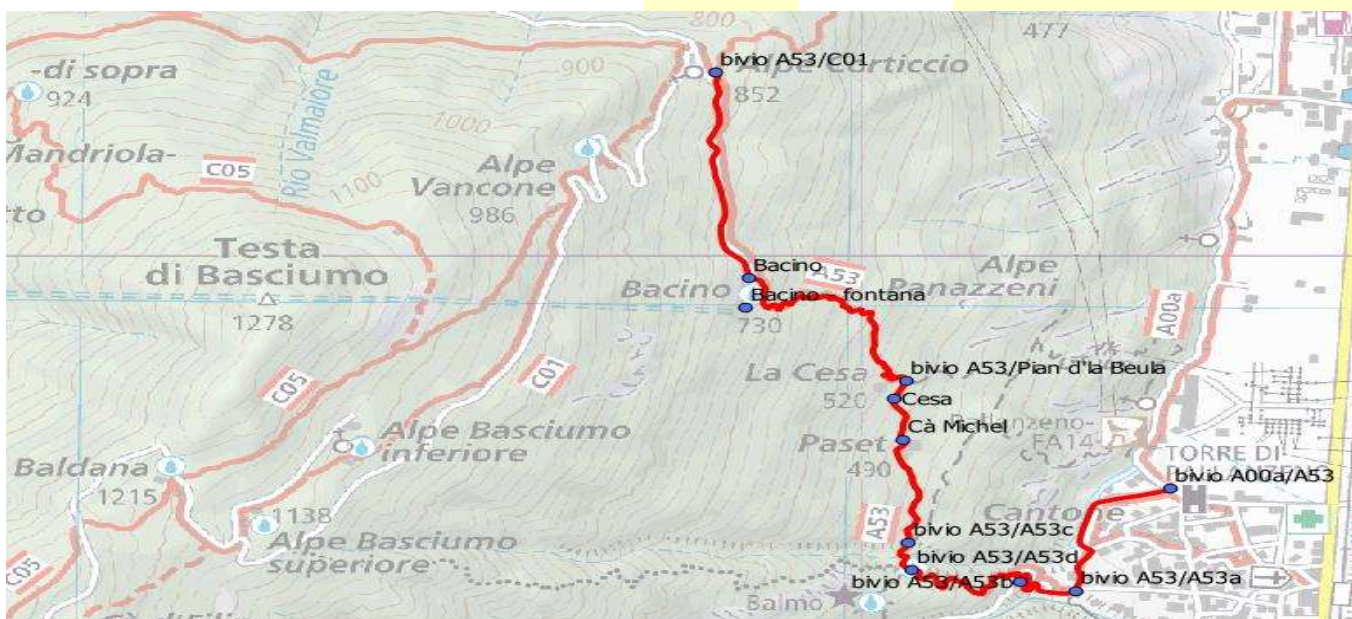 800
477
bivio A53/C01
Alpe Corticcio
852
900
-di sopra
924
Rio Valmalore
1000
Mandriola-
C05
1100
Alpe
Vancone
986
tto
Testa
di Basciumo
1278
Bacino
Bacino
Bacino - fontana
730
A53
Alpe
Panazzeni
A00a
C05
C01
bivio A53/Pian d'la Beula
La Cesa
520
Cesa
Cà Michel
Paset
490
FA14
TORRE DI
bivio A00a/A53
Cantone
Alpe Basciumo
inferiore
Baldana
1215
1138
Alpe Basciumo
superiore
A53
bivio A53/A53c
bivio A53/A53d
bivio A53/A53b
bivio A53/A53a
Balmo
C05